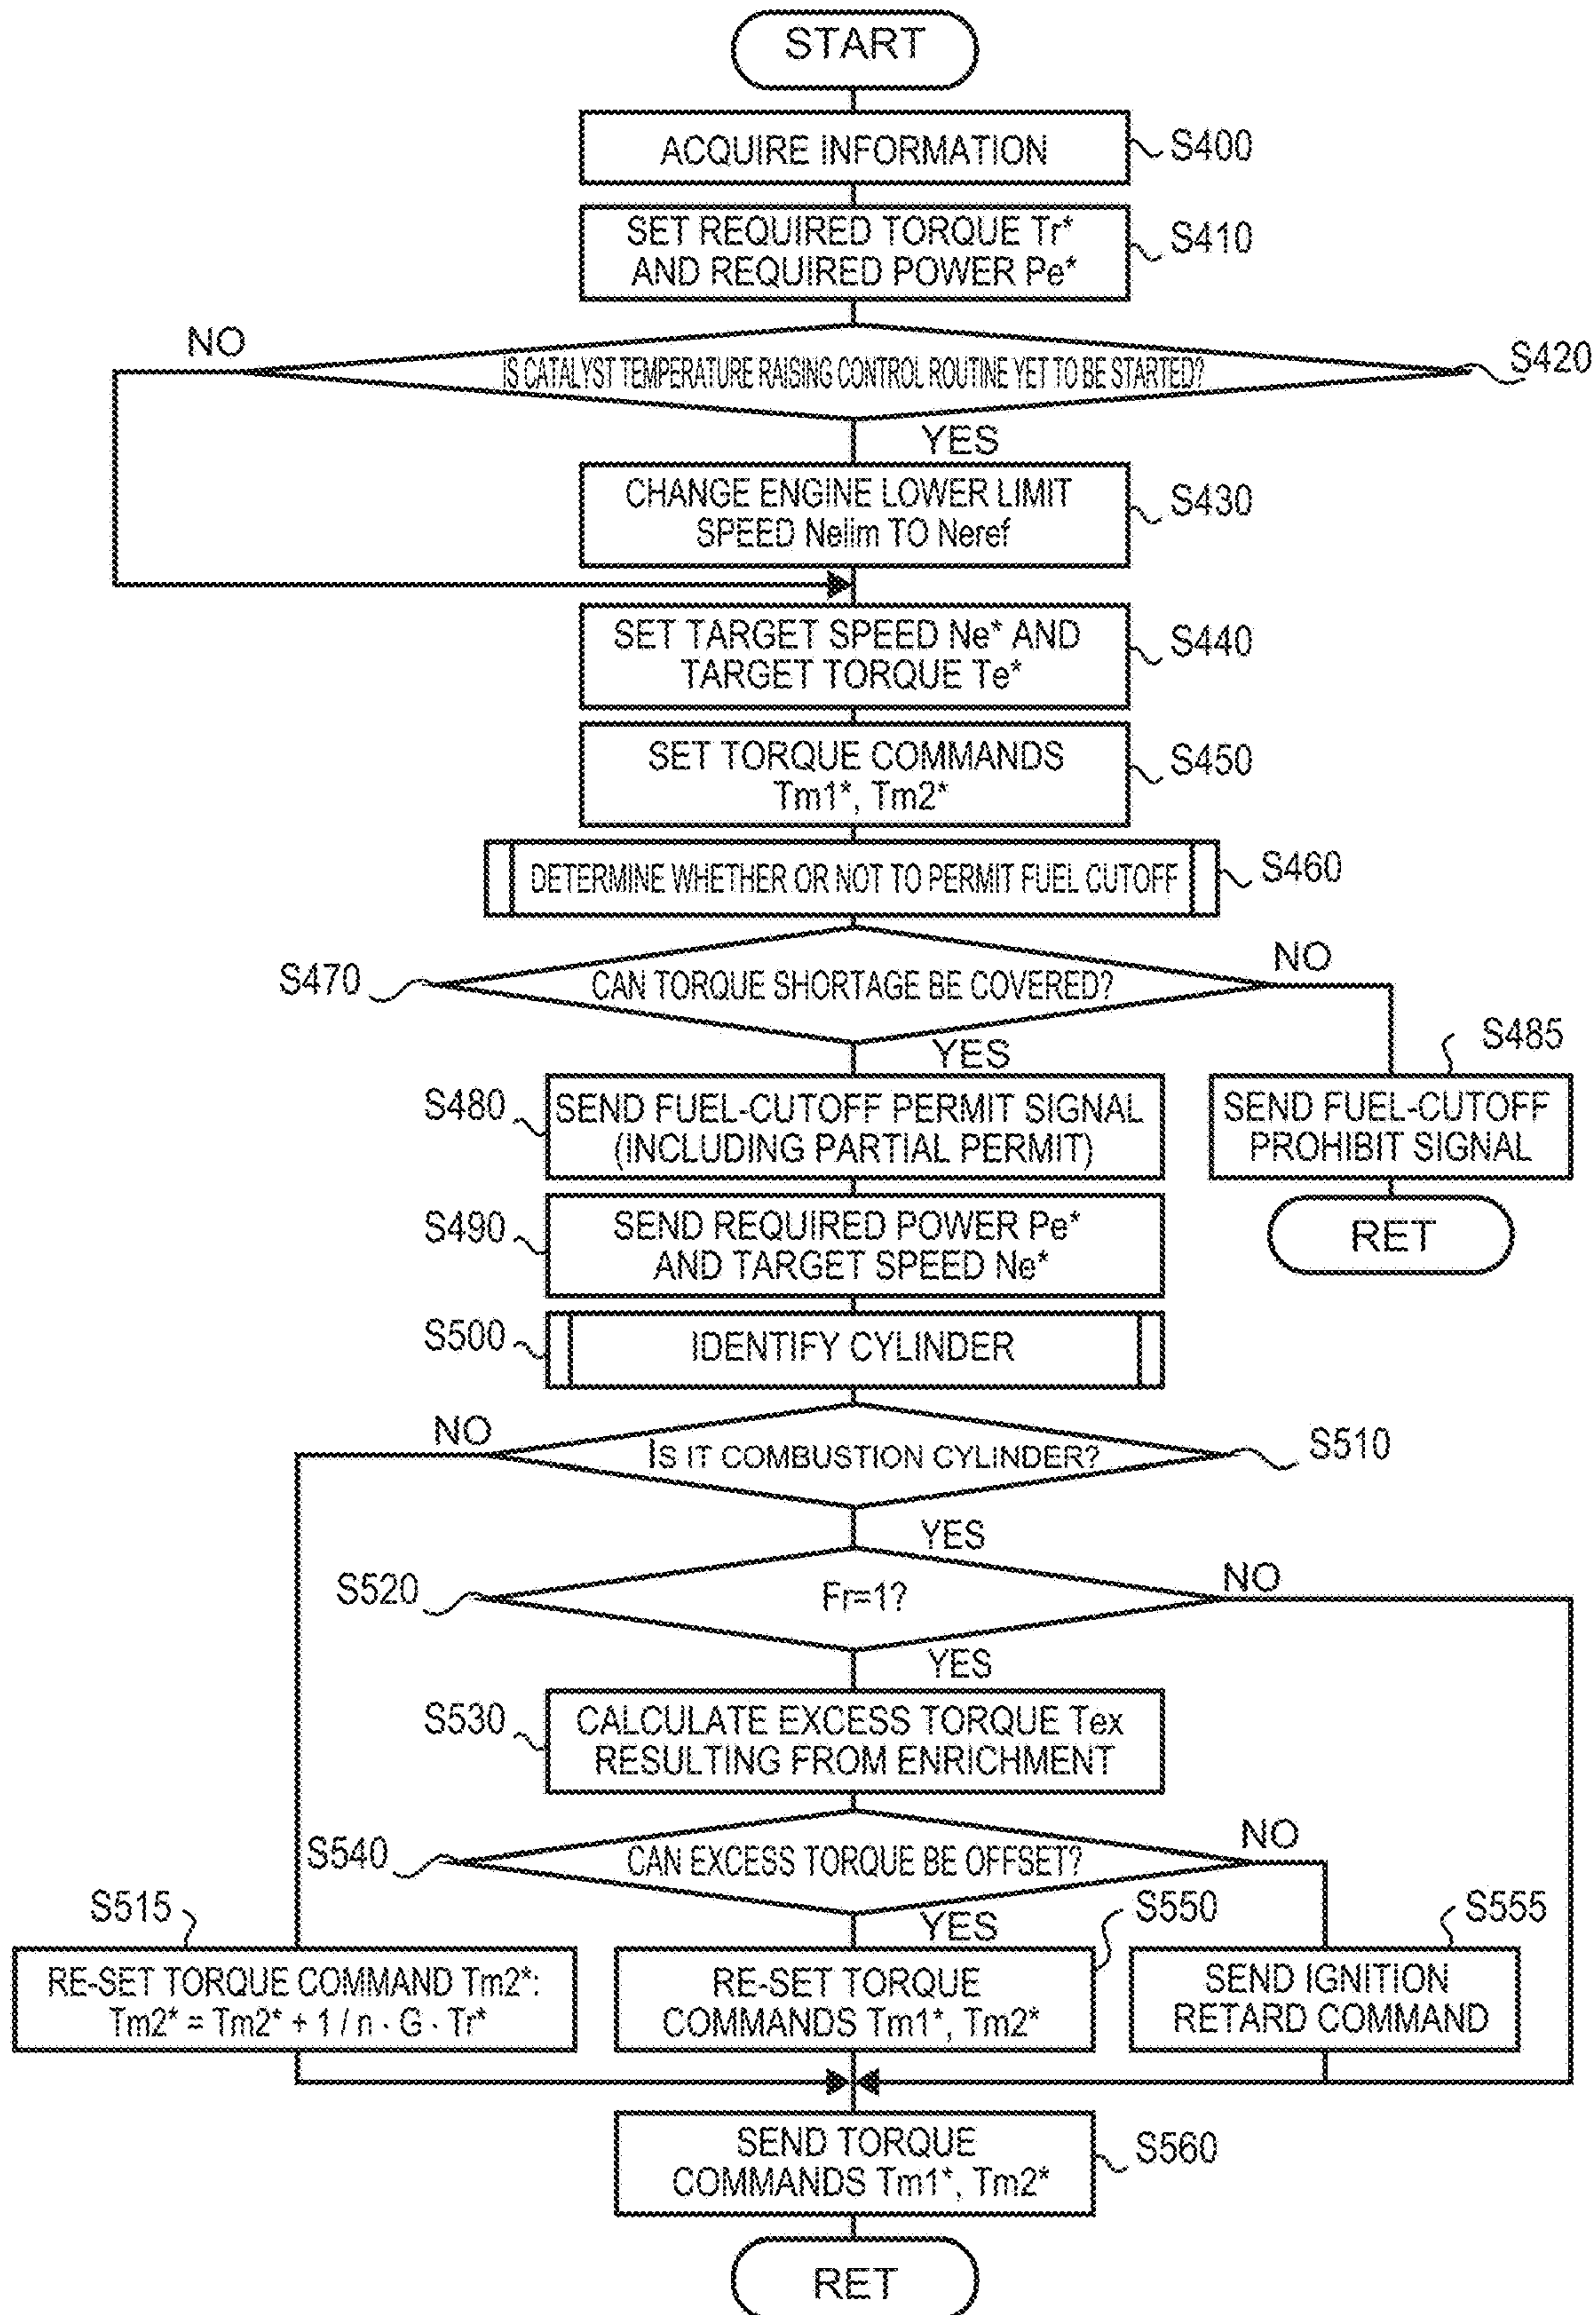 START
ACQUIRE INFORMATION
S400
SET REQUIRED TORQUE Tr*
AND REQUIRED POWER Pe*
S410
NO
IS CATALYST TEMPERATURE RAISING CONTROL ROUTINE YET TO BE STARTED?
S420
YES
CHANGE ENGINE LOWER LIMIT
SPEED Nelim TO Neref
S430
SET TARGET SPEED Ne* AND
TARGET TORQUE Te*
S440
SET TORQUE COMMANDS
Tm1*, Tm2*
S450
DETERMINE WHETHER OR NOT TO PERMIT FUEL CUTOFF
S460
S470
CAN TORQUE SHORTAGE BE COVERED?
NO
YES
S485
S480
SEND FUEL-CUTOFF PERMIT SIGNAL
(INCLUDING PARTIAL PERMIT)
SEND FUEL-CUTOFF
PROHIBIT SIGNAL
S490
SEND REQUIRED POWER Pe*
AND TARGET SPEED Ne*
RET
S500
IDENTIFY CYLINDER
NO
IS IT COMBUSTION CYLINDER?
S510
YES
S520
Fr=1?
NO
YES
S530
CALCULATE EXCESS TORQUE Tex
RESULTING FROM ENRICHMENT
S540
CAN EXCESS TORQUE BE OFFSET?
NO
YES
S515
RE-SET TORQUE COMMAND Tm2*:
Tm2* = Tm2* + 1 / n · G · Tr*
S550
RE-SET TORQUE
COMMANDS Tm1*, Tm2*
S555
SEND IGNITION
RETARD COMMAND
SEND TORQUE
COMMANDS Tm1*, Tm2*
S560
RET